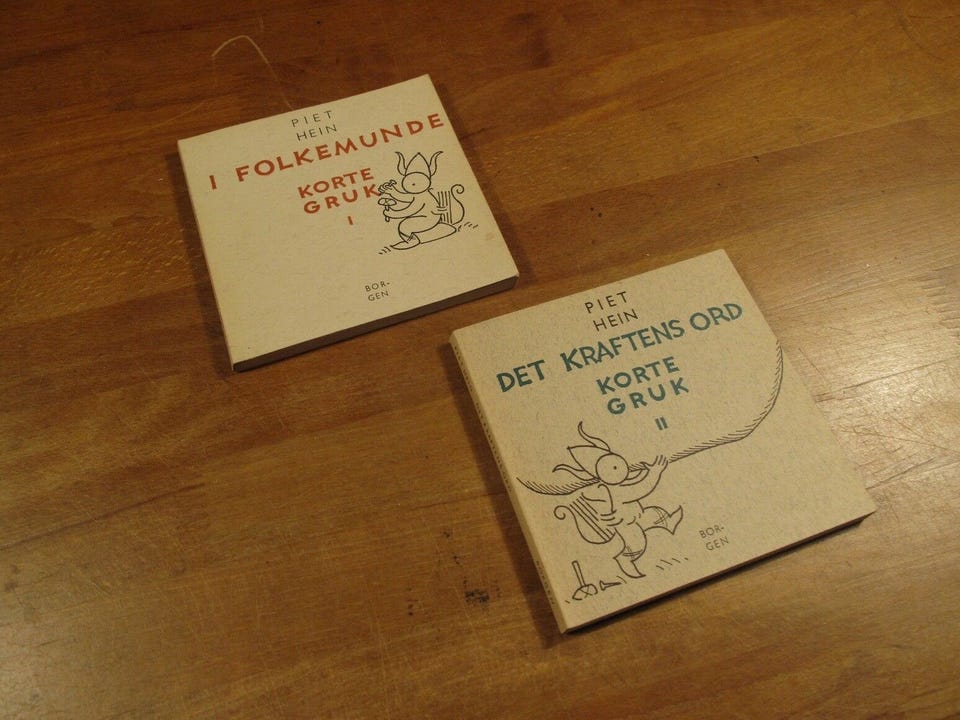 PIET
HEIN
I FOLKEMUNDE
KORTE
GRUK
I
BOR-
GEN
PIET
HEIN
DET KRAFTENS ORD
KORTE
GRUK
II
BOR-
GEN